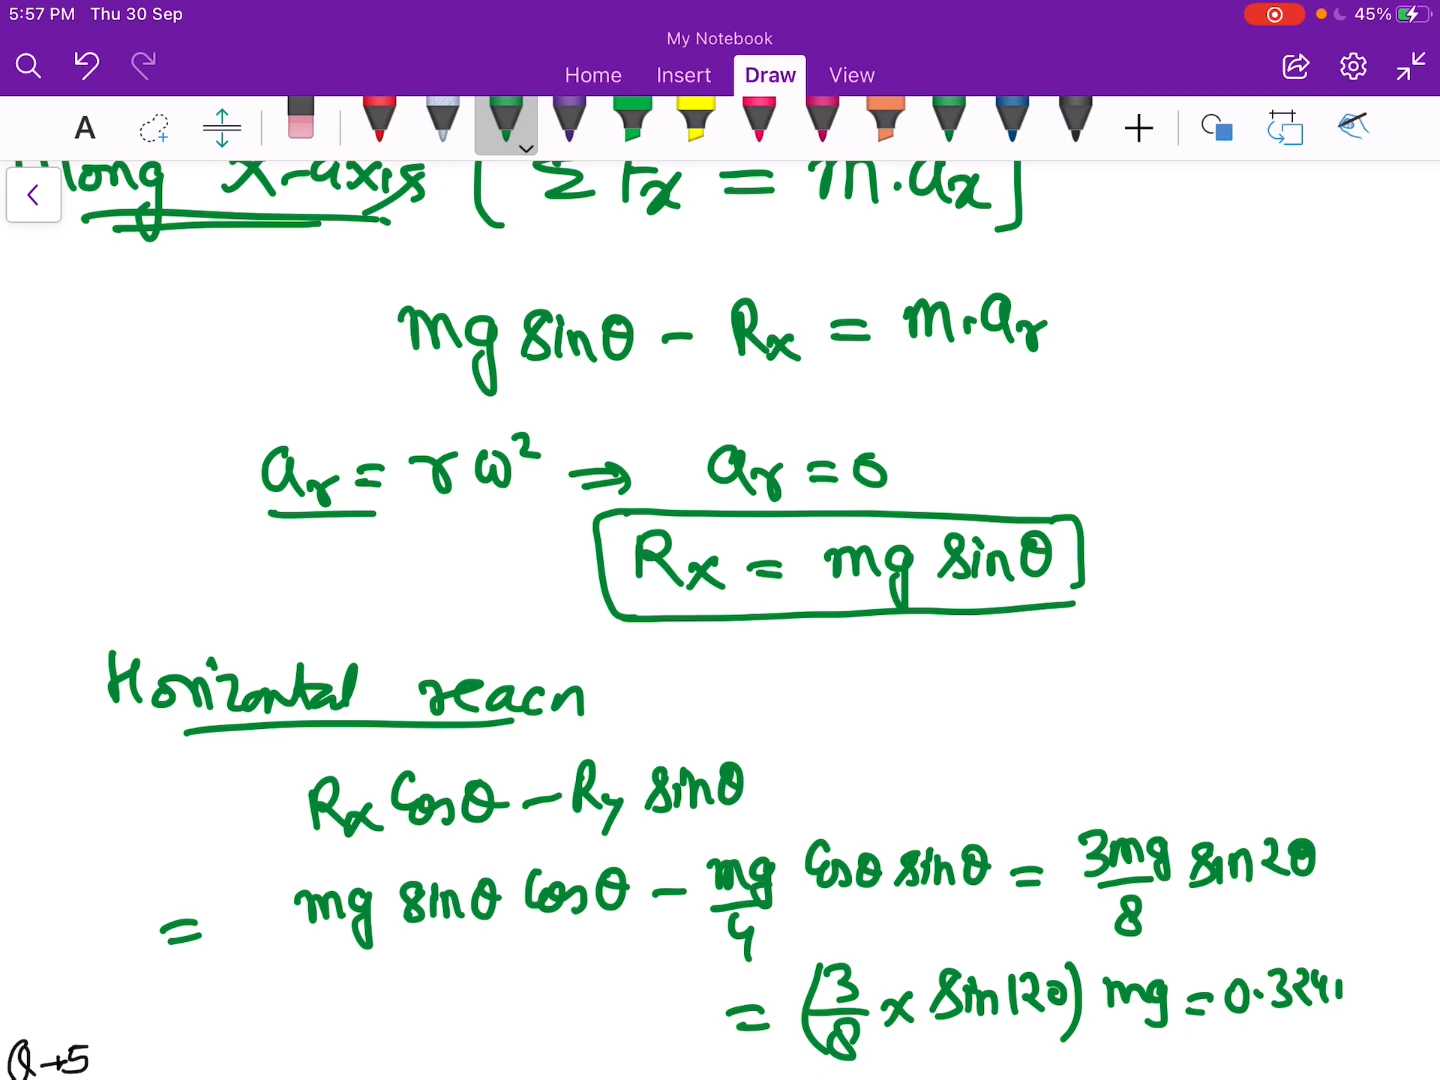 5:57 PM Thu 30 Sep 45%
My Notebook
Home Insert Draw View
A
Along X-axis [ΣFx = m.ax]
mg sinθ - Rx = m.ar
ar = rω² ⇒ ar = 0
Rx = mg sinθ
Horizontal reacn
Rx Cosθ - Ry sinθ
= mg sinθ Cosθ - mg/4 Cosθ sinθ = 3mg/8 sin2θ
= (3/8 x Sin120) mg = 0.324
Q→5